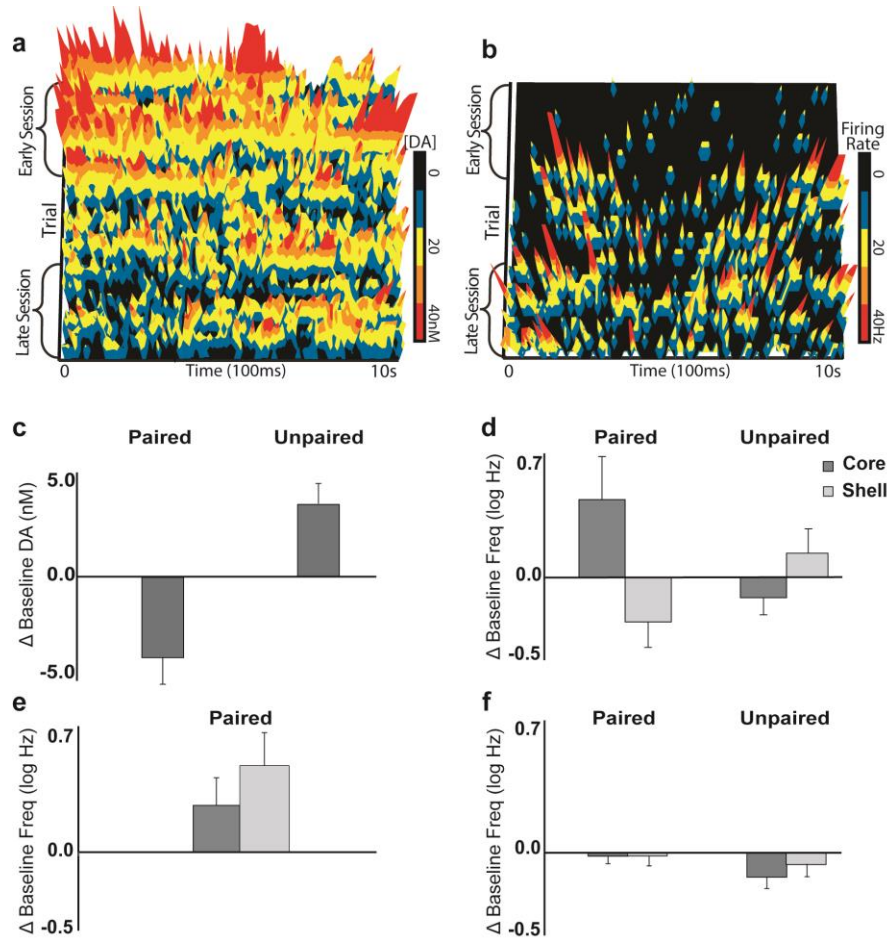 a
b
Early Session
Trial
Late Session
[DA]
0
20
40nM
0
Time (100ms)
10s
Early Session
Trial
Late Session
Firing
Rate
0
20
40Hz
0
Time (100ms)
10s
c
Paired
Unpaired
Δ Baseline DA (nM)
5.0
0.0
-5.0
d
Paired
Unpaired
Core
Shell
Δ Baseline Freq (log Hz)
0.7
0.0
-0.5
e
Paired
Δ Baseline Freq (log Hz)
0.7
0.0
-0.5
f
Paired
Unpaired
Δ Baseline Freq (log Hz)
0.7
0.0
-0.5